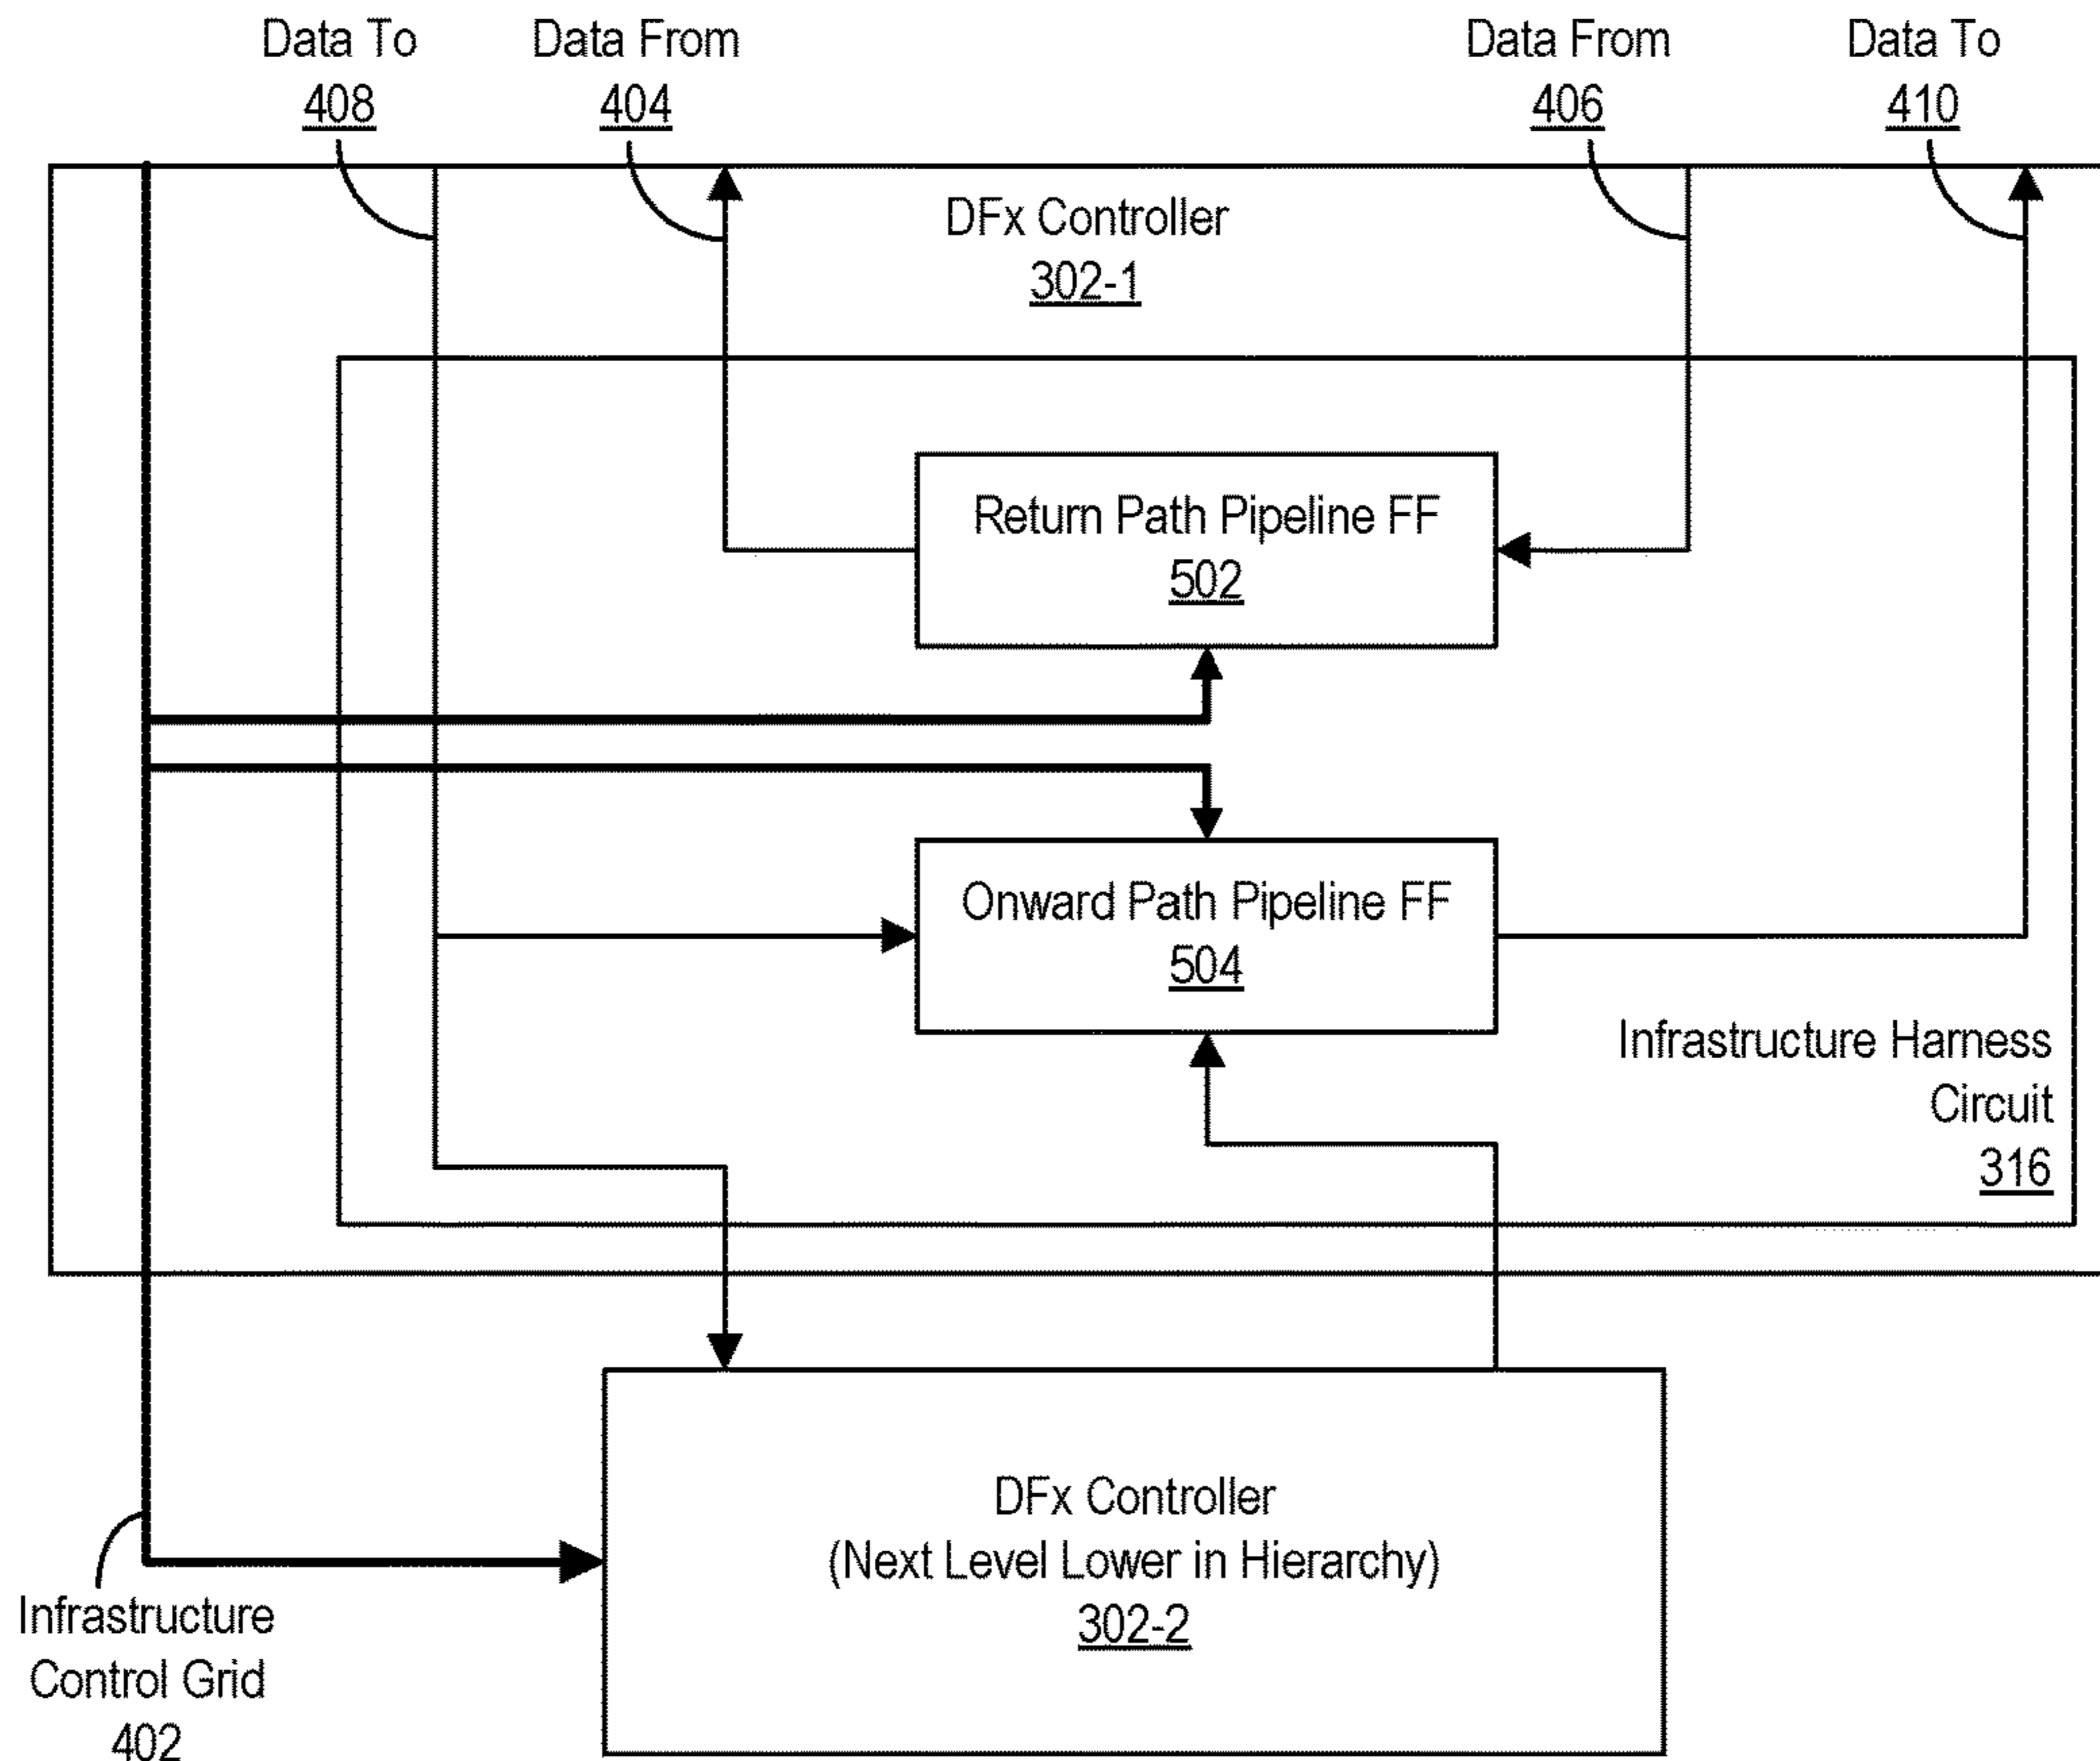 Data To
408
Data From
404
Data From
406
Data To
410
DFx Controller
302-1
Return Path Pipeline FF
502
Onward Path Pipeline FF
504
Infrastructure Harness
Circuit
316
DFx Controller
(Next Level Lower in Hierarchy)
302-2
Infrastructure
Control Grid
402